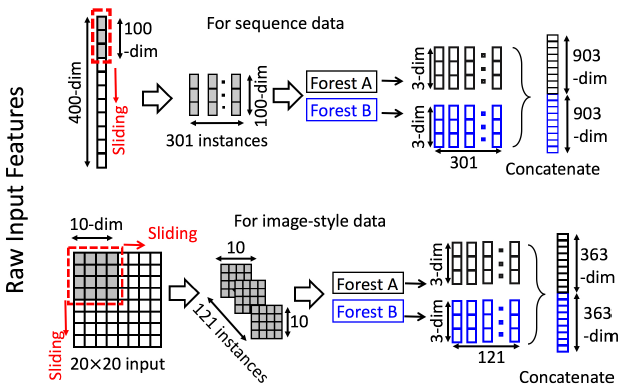 Raw Input Features
For sequence data
100
-dim
400-dim
Sliding
301 instances
100-dim
Forest A
Forest B
3-dim
3-dim
301
903
-dim
903
-dim
Concatenate
For image-style data
10-dim
Sliding
Sliding
20×20 input
10
10
121 instances
Forest A
Forest B
3-dim
3-dim
121
363
-dim
363
-dim
Concatenate